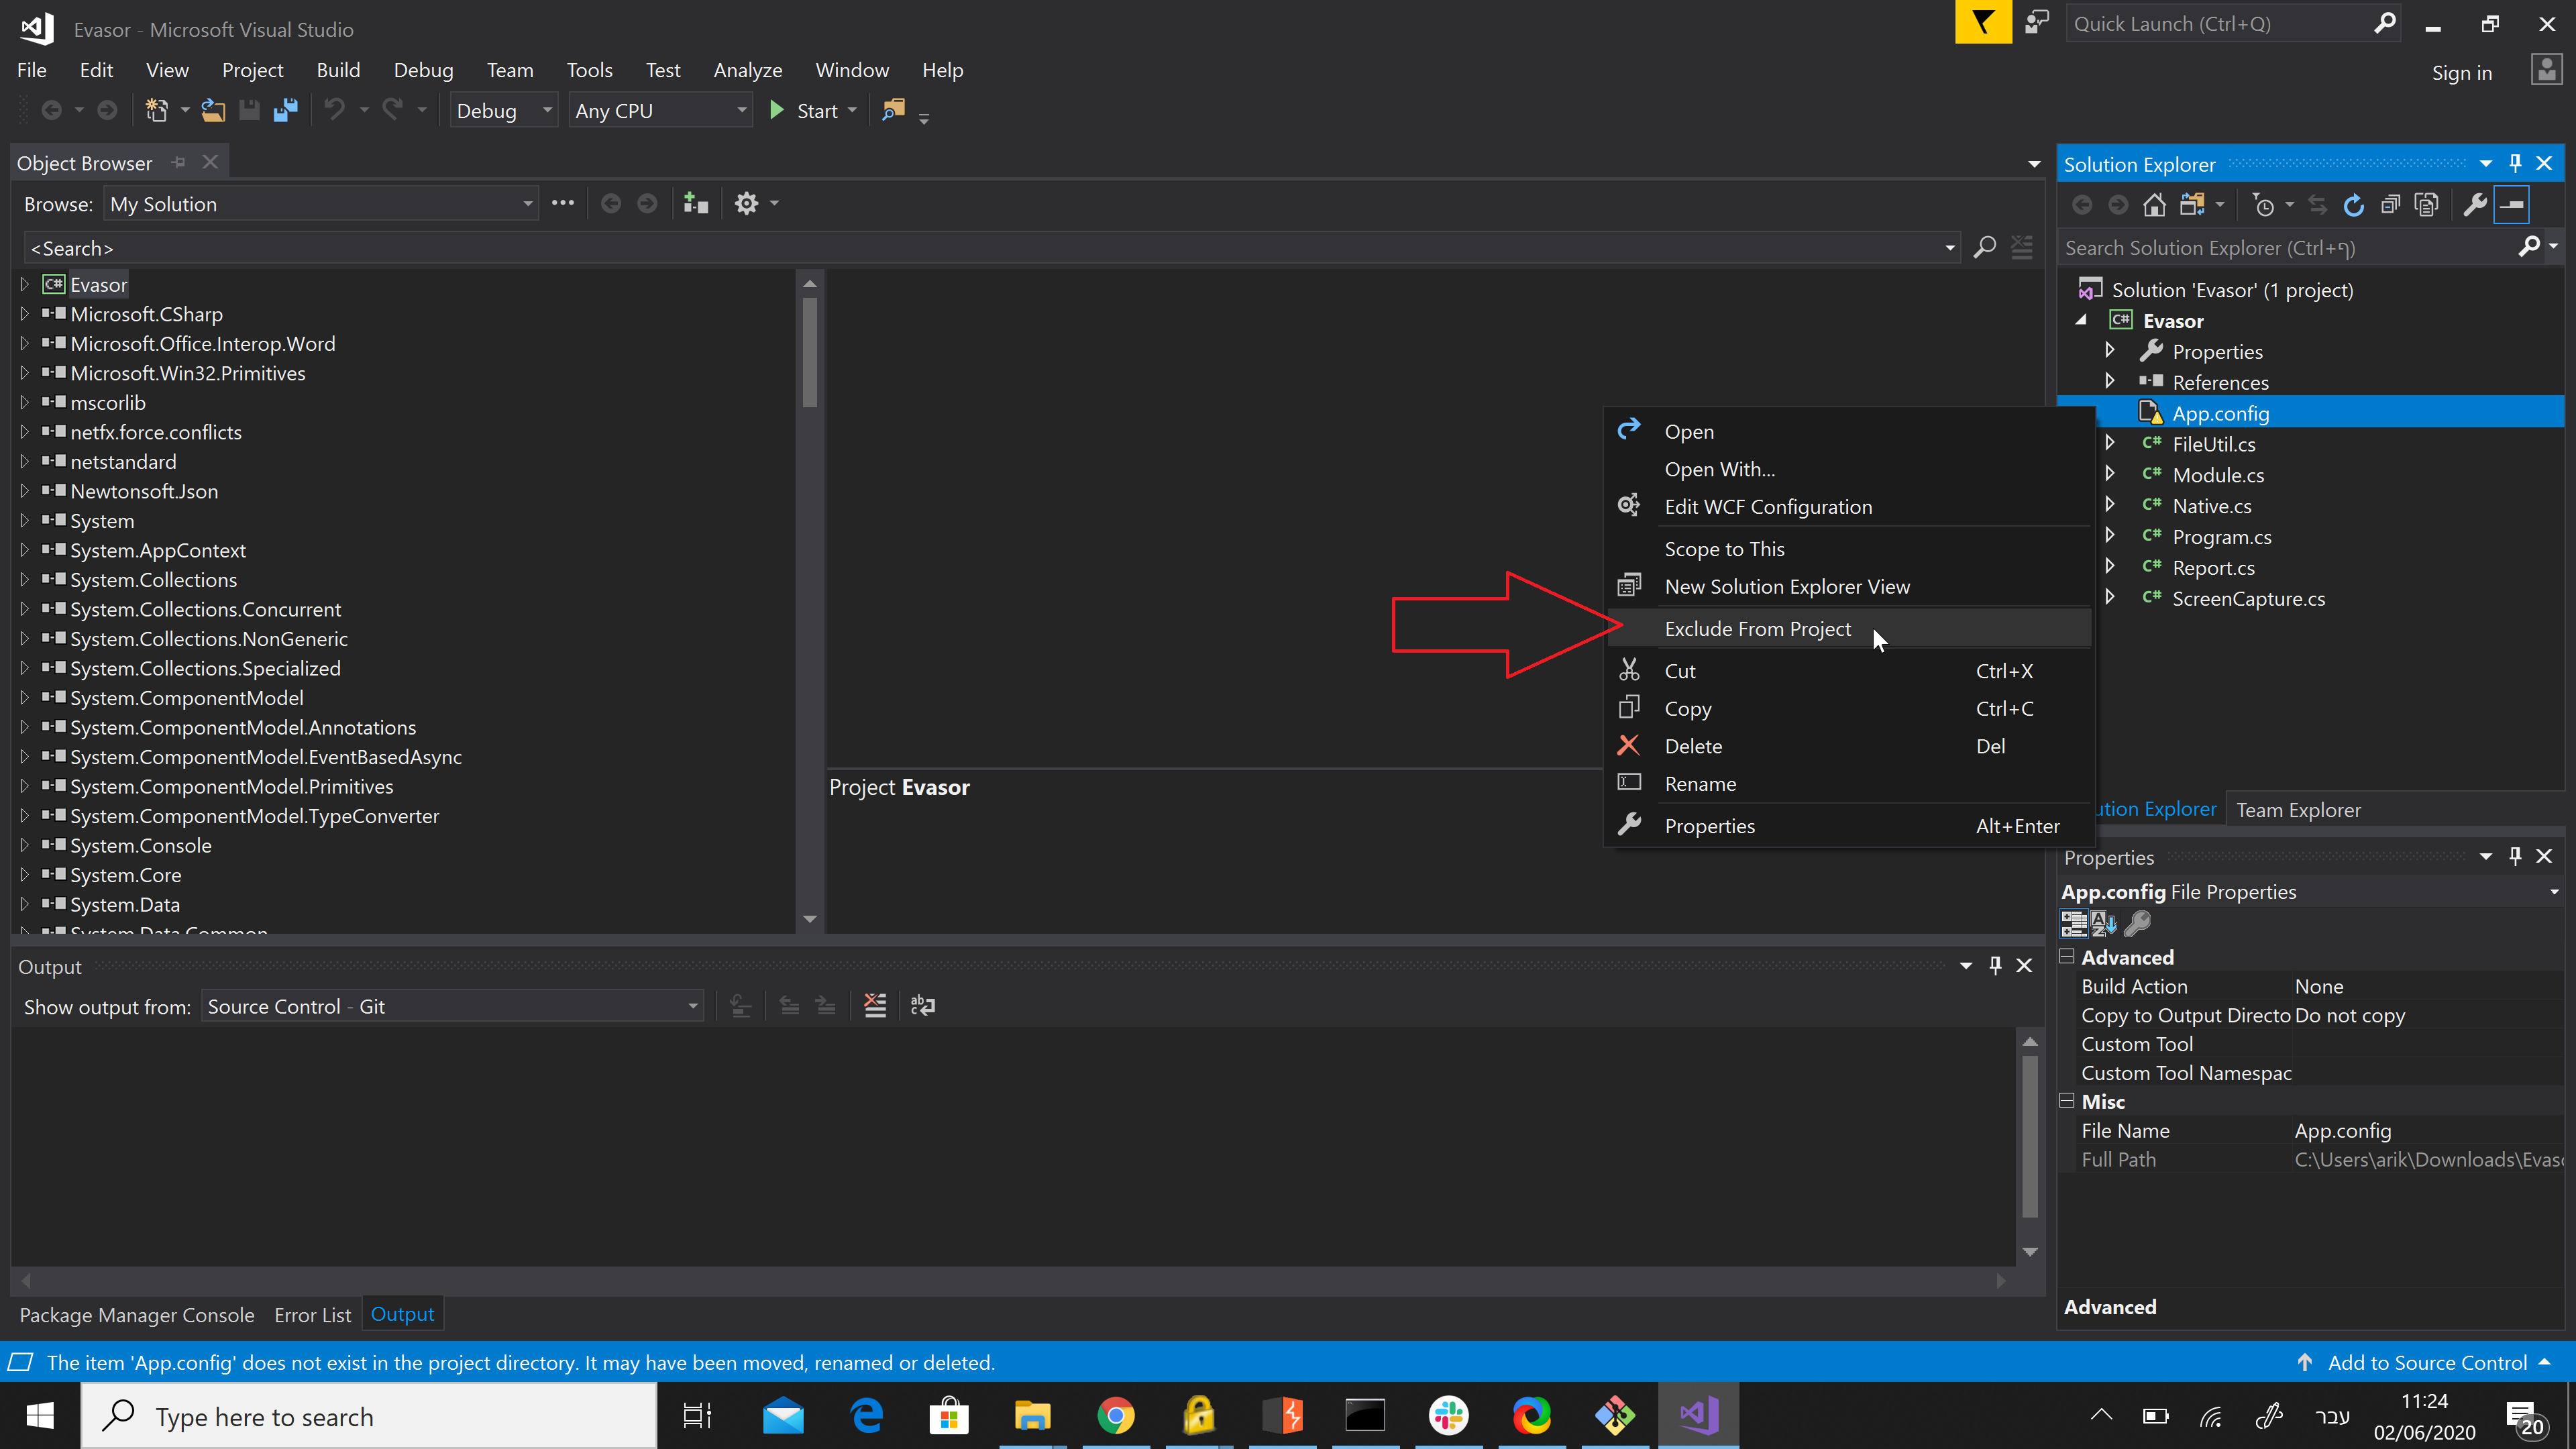 Evasor - Microsoft Visual Studio
Quick Launch (Ctrl+Q)
File Edit View Project Build Debug Team Tools Test Analyze Window Help
Sign in
Debug Any CPU Start
Object Browser
Browse: My Solution
<Search>
Evasor
Microsoft.CSharp
Microsoft.Office.Interop.Word
Microsoft.Win32.Primitives
mscorlib
netfx.force.conflicts
netstandard
Newtonsoft.Json
System
System.AppContext
System.Collections
System.Collections.Concurrent
System.Collections.NonGeneric
System.Collections.Specialized
System.ComponentModel
System.ComponentModel.Annotations
System.ComponentModel.EventBasedAsync
System.ComponentModel.Primitives
System.ComponentModel.TypeConverter
System.Console
System.Core
System.Data
System.Data.Common
Project Evasor
Open
Open With...
Edit WCF Configuration
Scope to This
New Solution Explorer View
Exclude From Project
Cut Ctrl+X
Copy Ctrl+C
Delete Del
Rename
Properties Alt+Enter
Solution Explorer
Search Solution Explorer (Ctrl+ף)
Solution 'Evasor' (1 project)
C# Evasor
Properties
References
App.config
C# FileUtil.cs
C# Module.cs
C# Native.cs
C# Program.cs
C# Report.cs
C# ScreenCapture.cs
ution Explorer Team Explorer
Properties
App.config File Properties
Advanced
Build Action None
Copy to Output Directo Do not copy
Custom Tool
Custom Tool Namespac
Misc
File Name App.config
Full Path C:\Users\arik\Downloads\Evas
Advanced
Output
Show output from: Source Control - Git
Package Manager Console Error List Output
The item 'App.config' does not exist in the project directory. It may have been moved, renamed or deleted.
Add to Source Control
Type here to search
עבר
11:24
02/06/2020
20